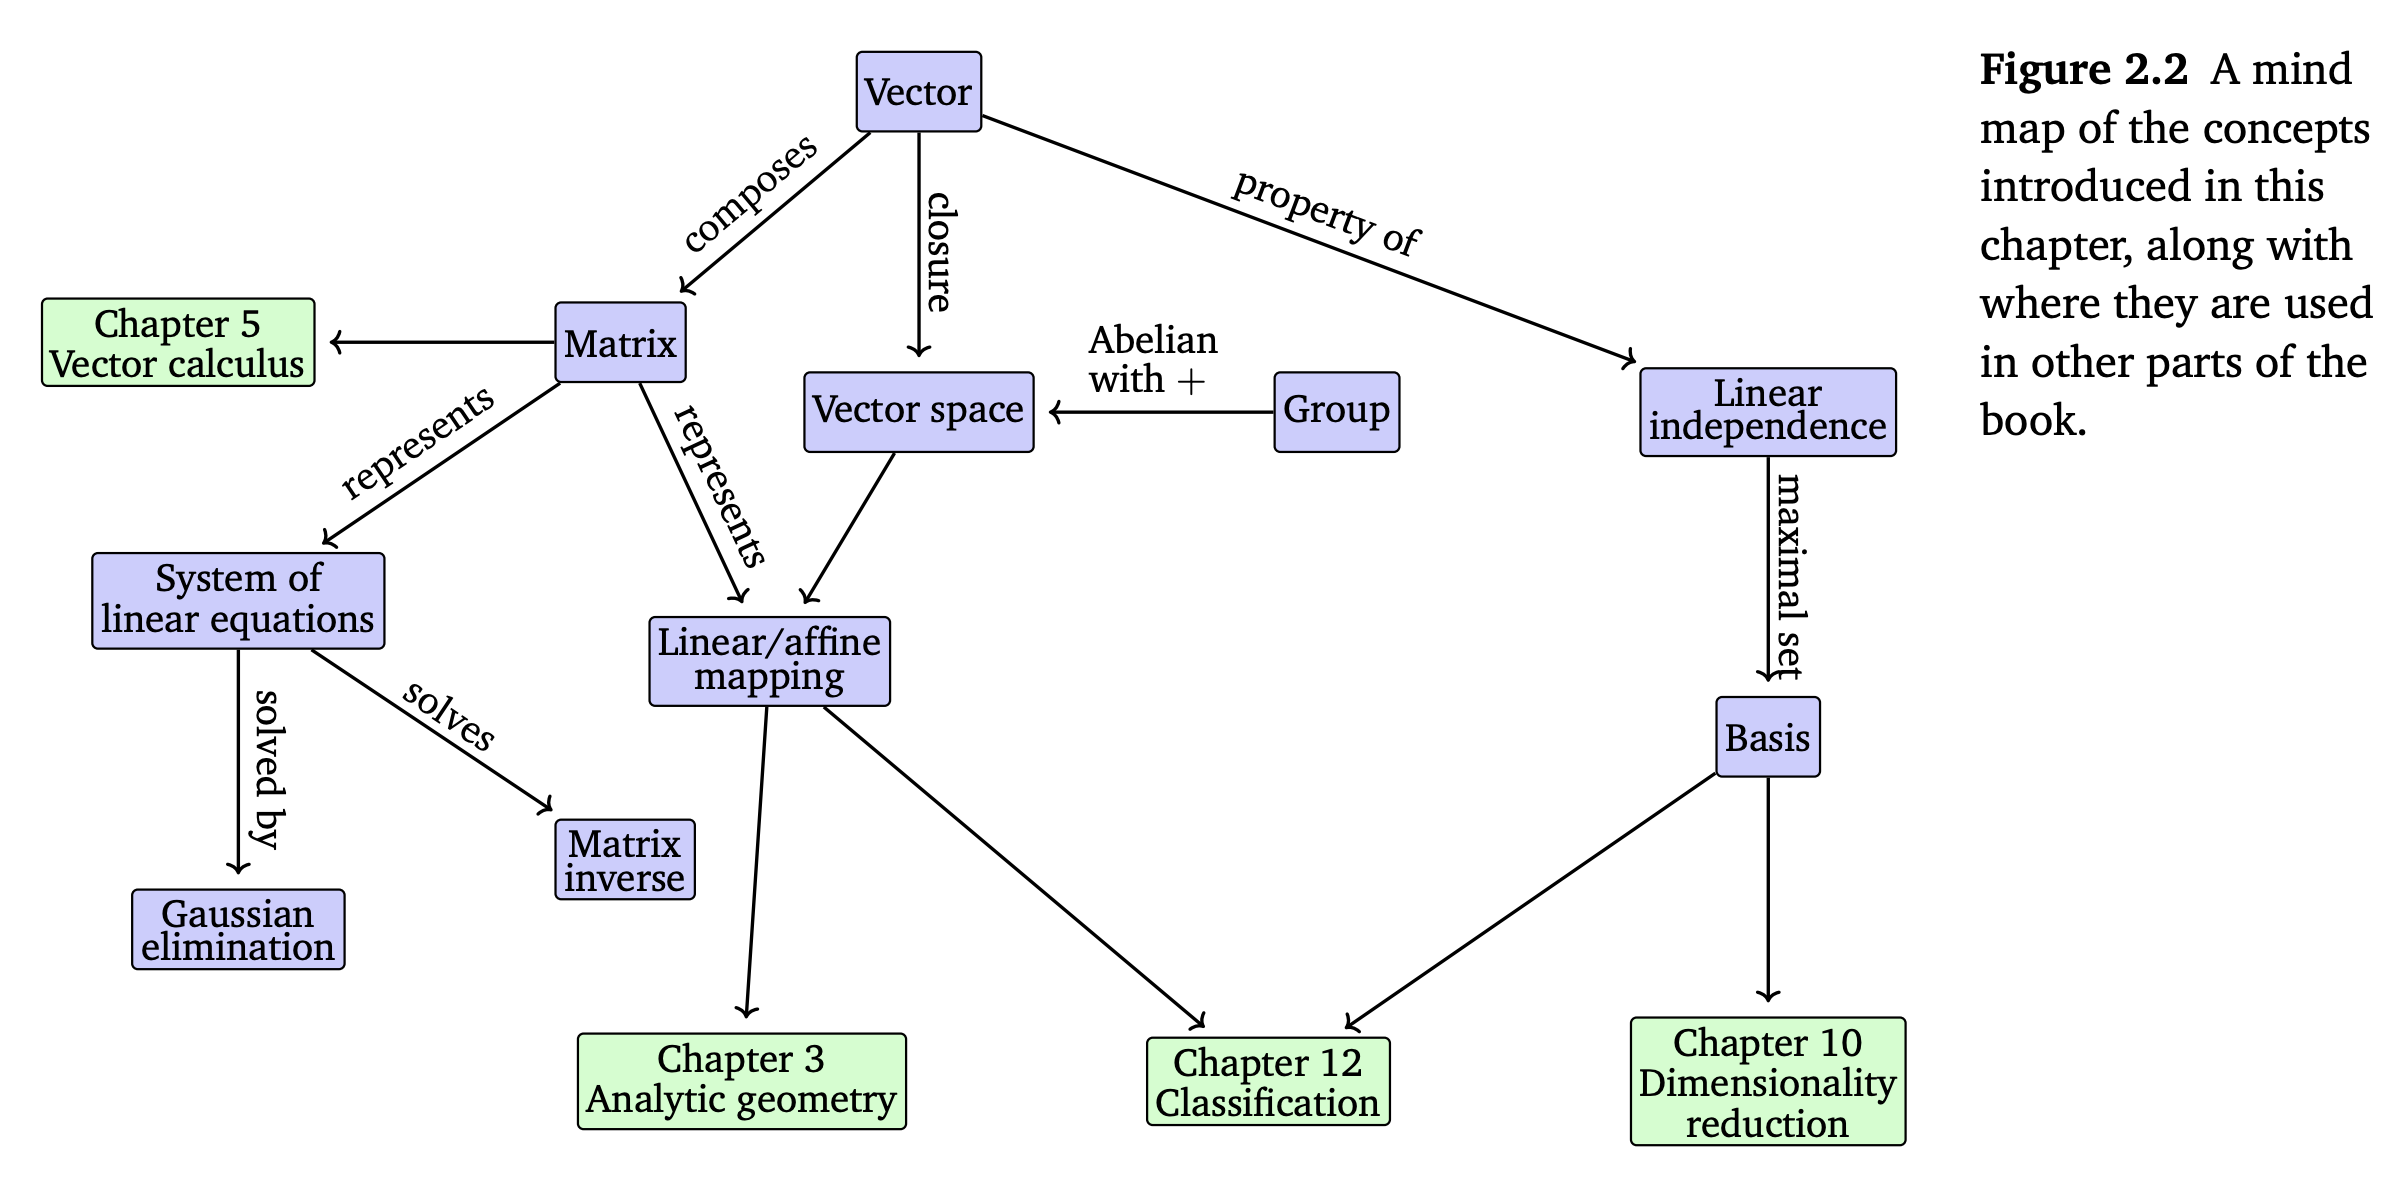 Vector
composes
closure
property of
Chapter 5
Vector calculus
Matrix
Abelian
with +
Vector space
Group
Linear
independence
represents
represents
maximal set
System of
linear equations
Linear/affine
mapping
solved by
solves
Basis
Matrix
inverse
Gaussian
elimination
Chapter 3
Analytic geometry
Chapter 12
Classification
Chapter 10
Dimensionality
reduction
Figure 2.2 A mind
map of the concepts
introduced in this
chapter, along with
where they are used
in other parts of the
book.